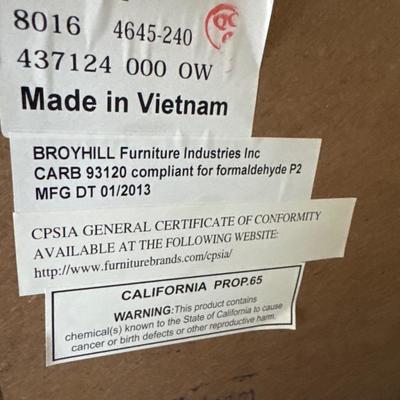 8016 4645-240 QC
437124 000 OW
Made in Vietnam
BROYHILL Furniture Industries Inc
CARB 93120 compliant for formaldehyde P2
MFG DT 01/2013
CPSIA GENERAL CERTIFICATE OF CONFORMITY
AVAILABLE AT THE FOLLOWING WEBSITE:
http://www.furniturebrands.com/cpsia/
CALIFORNIA PROP.65
WARNING:This product contains
chemical(s) known to the State of California to cause
cancer or birth defects or other reproductive harm.